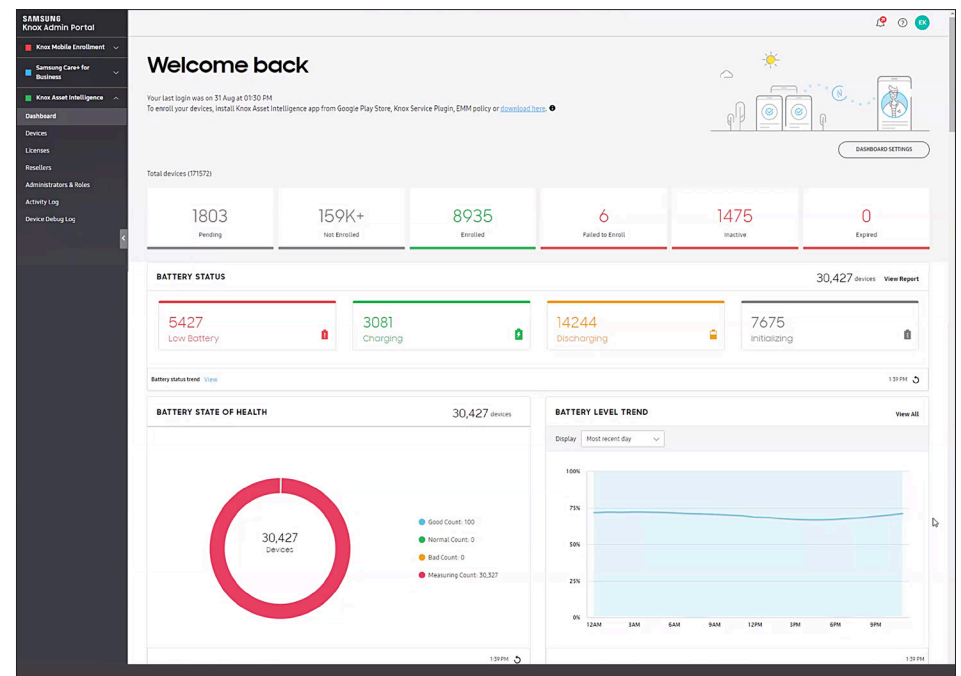 SAMSUNG
Knox Admin Portal
EK
Knox Mobile Enrollment
Samsung Care+ for
Business
Knox Asset Intelligence
Dashboard
Devices
Licenses
Resellers
Administrators & Roles
Activity Log
Device Debug Log
Welcome back
Your last login was on 31 Aug at 01:30 PM
To enroll your devices, install Knox Asset Intelligence app from Google Play Store, Knox Service Plugin, EMM policy or download here.
DASHBOARD SETTINGS
Total devices (171572)
1803
Pending
159K+
Not Enrolled
8935
Enrolled
6
Failed to Enroll
1475
Inactive
0
Expired
BATTERY STATUS
30,427 devices View Report
5427
Low Battery
3081
Charging
14244
Discharging
7675
Initializing
Battery status trend View
1:39 PM
BATTERY STATE OF HEALTH
30,427 devices
30,427
Devices
Good Count: 100
Normal Count: 0
Bad Count: 0
Measuring Count: 30,327
1:39 PM
BATTERY LEVEL TREND
View All
Display Most recent day
100%
75%
50%
25%
0%
12AM 3AM 6AM 9AM 12PM 3PM 6PM 9PM
1:39 PM